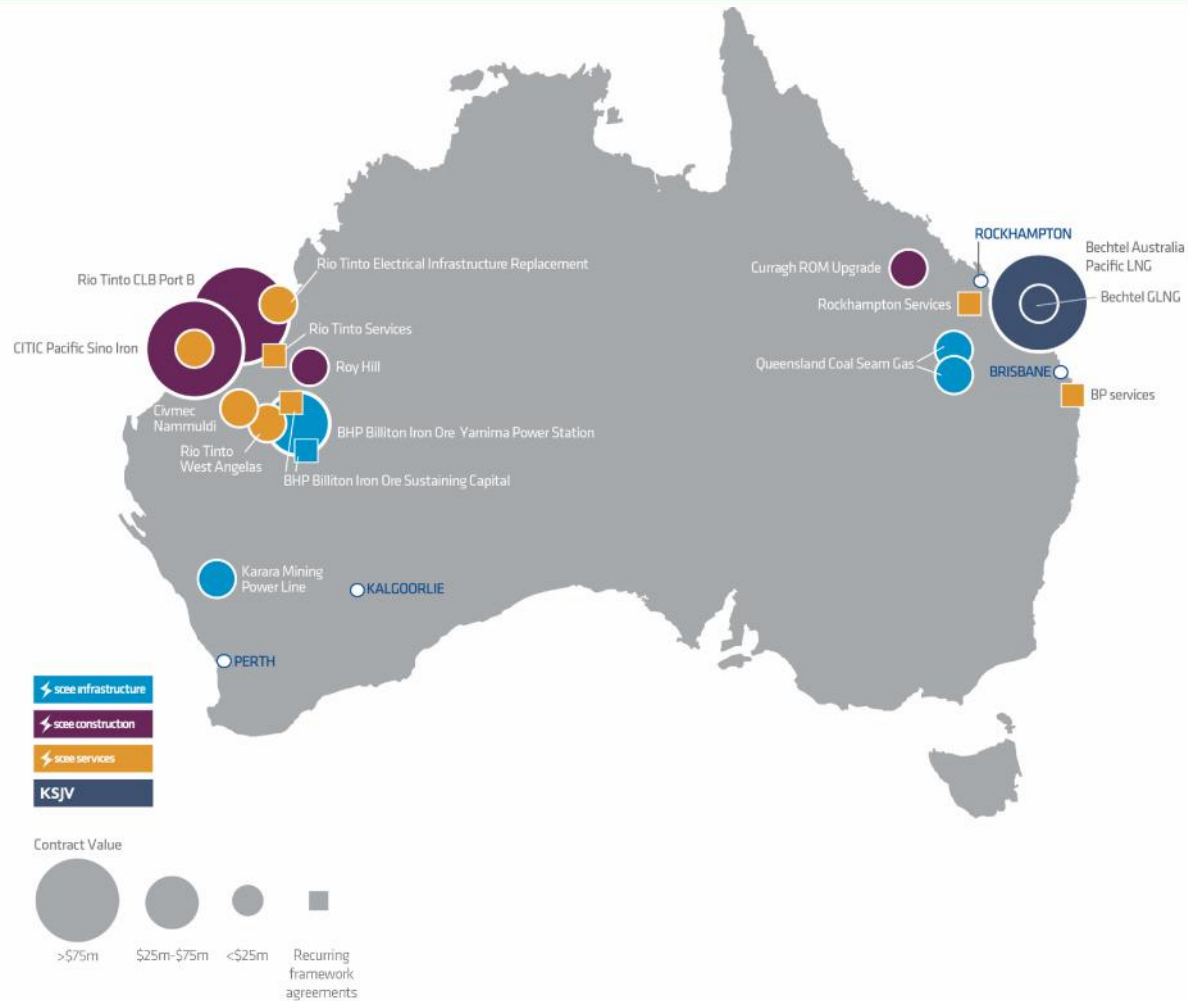 ROCKHAMPTON
Bechtel Australia
Pacific LNG
Bechtel GLNG
Curragh ROM Upgrade
Rockhampton Services
Queensland Coal Seam Gas
BRISBANE
BP services
Rio Tinto Electrical Infrastructure Replacement
Rio Tinto CLB Port B
Rio Tinto Services
CITIC Pacific Sino Iron
Roy Hill
Civmec
Nammuldi
Rio Tinto
West Angelas
BHP Billiton Iron Ore Yarnima Power Station
BHP Billiton Iron Ore Sustaining Capital
Karara Mining
Power Line
KALGOORLIE
PERTH
scee infrastructure
scee construction
scee services
KSJV
Contract Value
>$75m
$25m-$75m
<$25m
Recurring
framework
agreements